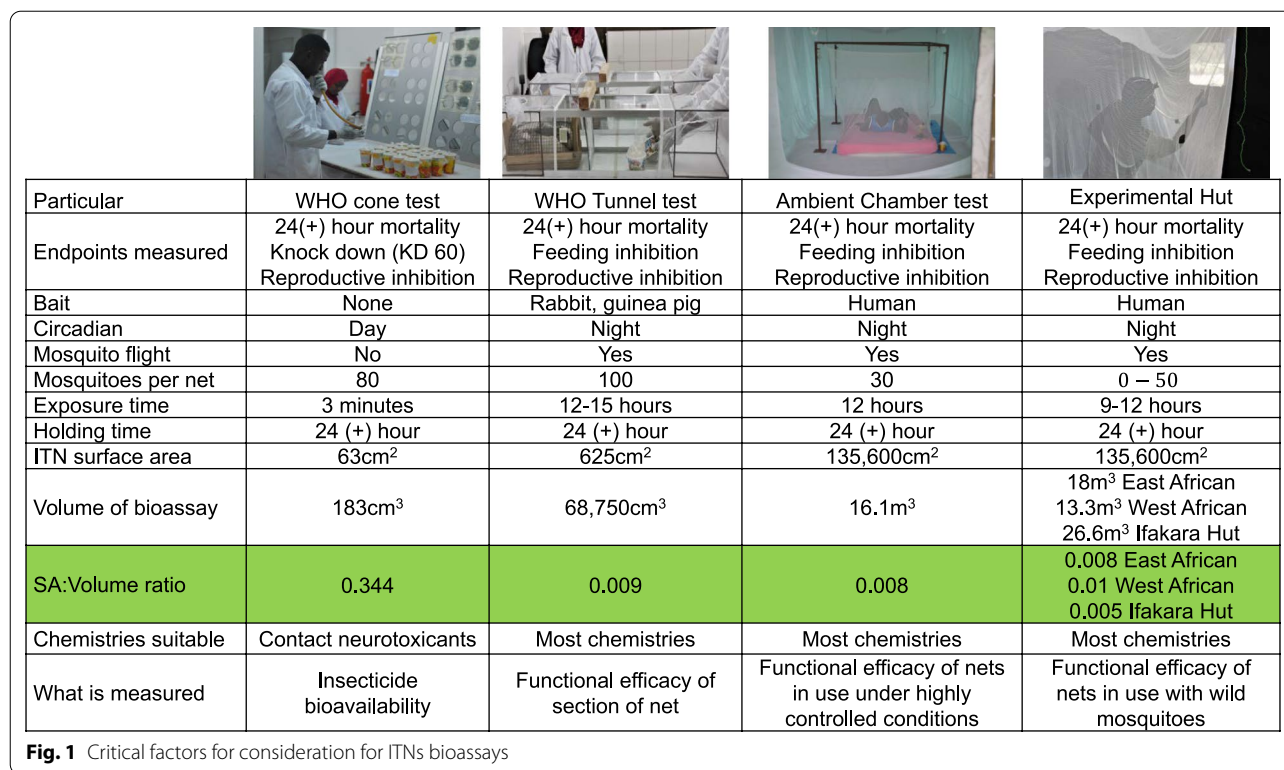 Particular WHO cone test WHO Tunnel test Ambient Chamber test Experimental Hut
Endpoints measured
24(+) hour mortality
Knock down (KD 60)
Reproductive inhibition
24(+) hour mortality
Feeding inhibition
Reproductive inhibition
24(+) hour mortality
Feeding inhibition
Reproductive inhibition
24(+) hour mortality
Feeding inhibition
Reproductive inhibition
Bait None Rabbit, guinea pig Human Human
Circadian Day Night Night Night
Mosquito flight No Yes Yes Yes
Mosquitoes per net 80 100 30 0 – 50
Exposure time 3 minutes 12-15 hours 12 hours 9-12 hours
Holding time 24 (+) hour 24 (+) hour 24 (+) hour 24 (+) hour
ITN surface area 63cm² 625cm² 135,600cm² 135,600cm²
Volume of bioassay 183cm³ 68,750cm³ 16.1m³
18m³ East African
13.3m³ West African
26.6m³ Ifakara Hut
SA:Volume ratio 0.344 0.009 0.008
0.008 East African
0.01 West African
0.005 Ifakara Hut
Chemistries suitable Contact neurotoxicants Most chemistries Most chemistries Most chemistries
What is measured
Insecticide
bioavailability
Functional efficacy of
section of net
Functional efficacy of nets
in use under highly
controlled conditions
Functional efficacy of
nets in use with wild
mosquitoes
Fig. 1 Critical factors for consideration for ITNs bioassays